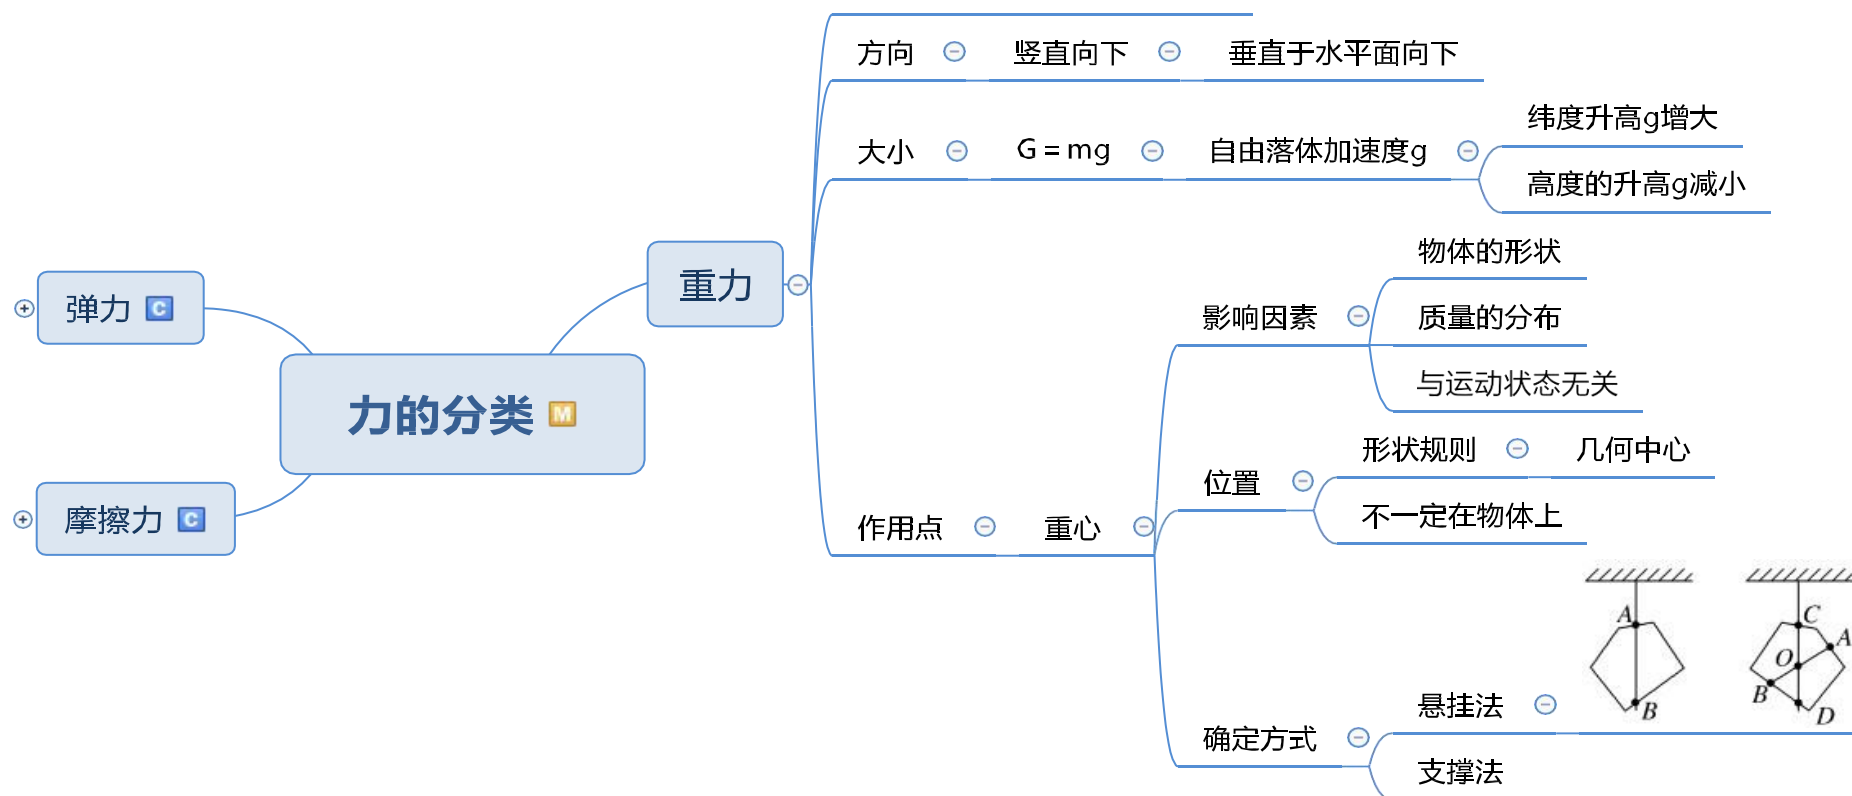 方向
竖直向下
垂直于水平面向下
纬度升高g增大
大小
G = mg
自由落体加速度g
高度的升高g减小
重力
物体的形状
弹力 C
影响因素
质量的分布
与运动状态无关
力的分类 M
形状规则
几何中心
位置
不一定在物体上
摩擦力 C
作用点
重心
A
B
C
A
O
B
D
悬挂法
确定方式
支撑法